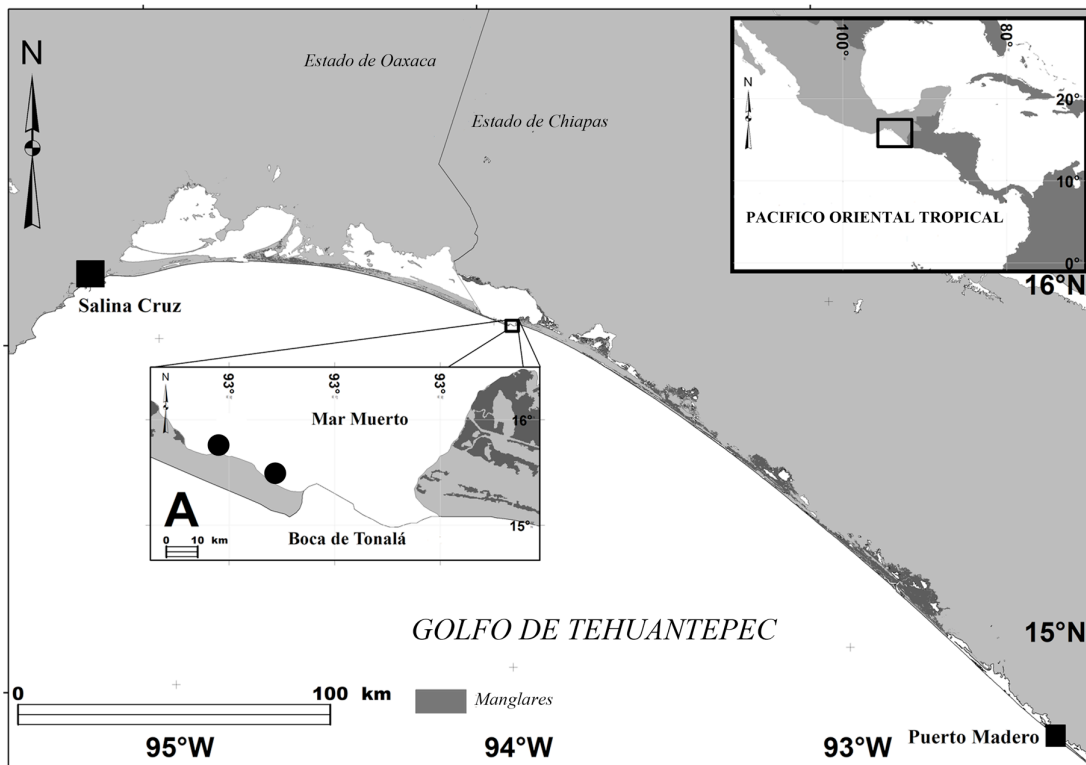 N
Estado de Oaxaca
Estado de Chiapas
100°
80°
N
20°
10°
PACIFICO ORIENTAL TROPICAL
0°
16°N
Salina Cruz
N
93°
93°
93°
Mar Muerto
16°
A
0 10 km
Boca de Tonalá
15°
GOLFO DE TEHUANTEPEC
15°N
0 100 km
Manglares
95°W
94°W
93°W
Puerto Madero